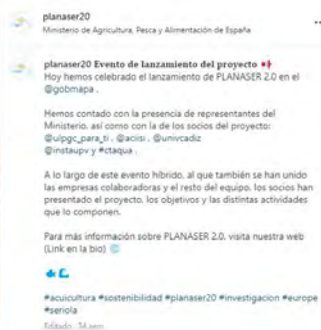 planaser20
Ministerio de Agricultura, Pesca y Alimentación de España
planaser20 Evento de lanzamiento del proyecto
Hoy hemos celebrado el lanzamiento de PLANASER 2.0 en el
@gobmapa .
Hemos contado con la presencia de representantes del
Ministerio, así como con la de los socios del proyecto:
@ulpgc_para_ti , @aciisi , @univcadiz
@instaupv y #ctaqua .
A lo largo de este evento híbrido, al que también se han unido
las empresas colaboradoras y el resto del equipo, los socios han
presentado el proyecto, los objetivos y las distintas actividades
que lo componen.
Para más información sobre PLANASER 2.0, visita nuestra web
(Link en la bio)
#acuicultura #sostenibilidad #planaser20 #investigacion #europe
#seriola
Editado · 34 sem